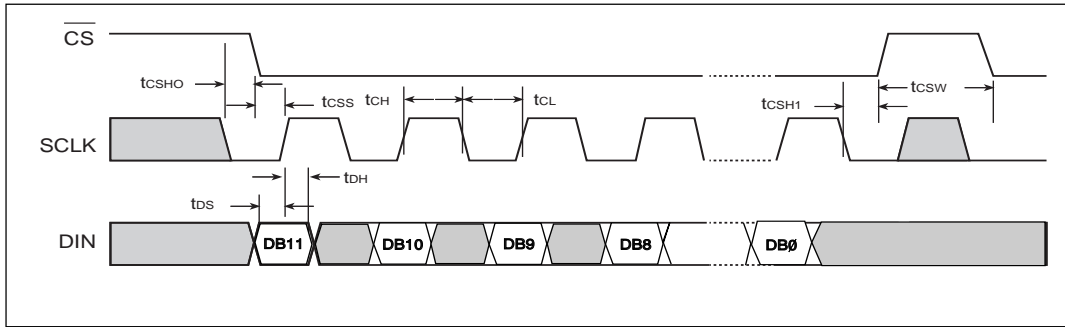 CS
tCSHO
tCSS
tCH
tCL
tCSH1
tCSW
SCLK
tDH
tDS
DIN
DB11
DB10
DB9
DB8
DBØ